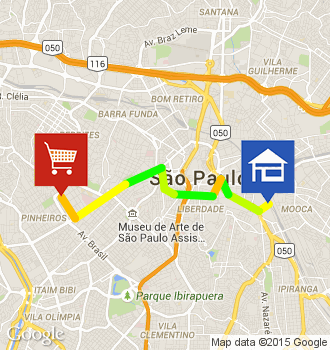 SANTANA
050
Av. Braz Leme
116
VILA
GUILHERME
050
BOM RETIRO
BARRA FUNDA
Clélia
050
São Paulo
PINHEIROS
LIBERDADE
MOOCA
Museu de Arte de
São Paulo Assis...
Av. Brasil
050
ITAIM BIBI
Parque Ibirapuera
IPIRANGA
Av. Nazaré
VILA OLÍMPIA
VILA
CLEMENTINO
Google
Map data ©2015 Google